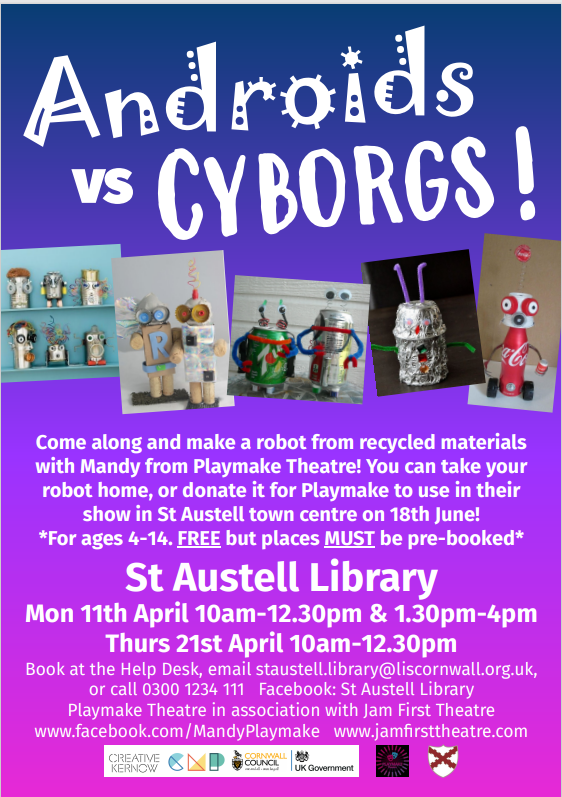 Androids
vs CYBORGS!
R
7
Coca-Cola
Come along and make a robot from recycled materials
with Mandy from Playmake Theatre! You can take your
robot home, or donate it for Playmake to use in their
show in St Austell town centre on 18th June!
*For ages 4-14. FREE but places MUST be pre-booked*
St Austell Library
Mon 11th April 10am-12.30pm & 1.30pm-4pm
Thurs 21st April 10am-12.30pm
Book at the Help Desk, email staustell.library@liscornwall.org.uk,
or call 0300 1234 111 Facebook: St Austell Library
Playmake Theatre in association with Jam First Theatre
www.facebook.com/MandyPlaymake www.jamfirsttheatre.com
CREATIVE
KERNOW
CMP
CORNWALL
COUNCIL
UK Government